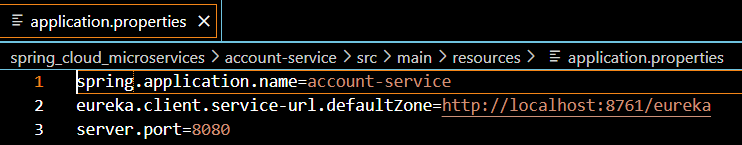 application.properties
spring_cloud_microservices > account-service > src > main > resources > application.properties
1 spring.application.name=account-service
2 eureka.client.service-url.defaultZone=http://localhost:8761/eureka
3 server.port=8080